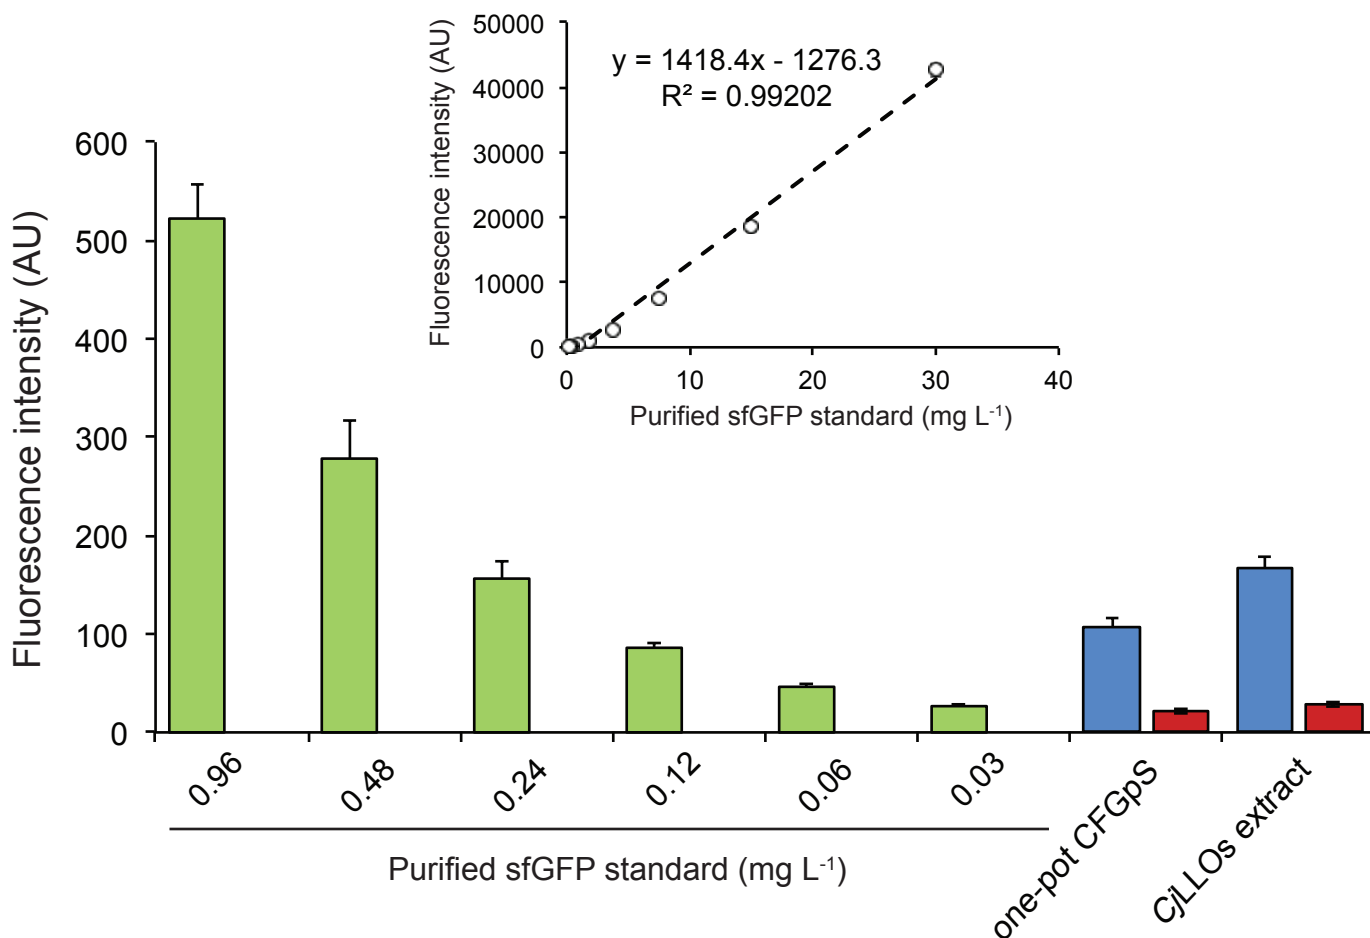 50000
40000
30000
20000
10000
0
Fluorescence intensity (AU)
y = 1418.4x - 1276.3
R² = 0.99202
0 10 20 30 40
Purified sfGFP standard (mg L⁻¹)
600
500
400
300
200
100
0
Fluorescence intensity (AU)
0.96 0.48 0.24 0.12 0.06 0.03 one-pot CFGpS CjLLOs extract
Purified sfGFP standard (mg L⁻¹)